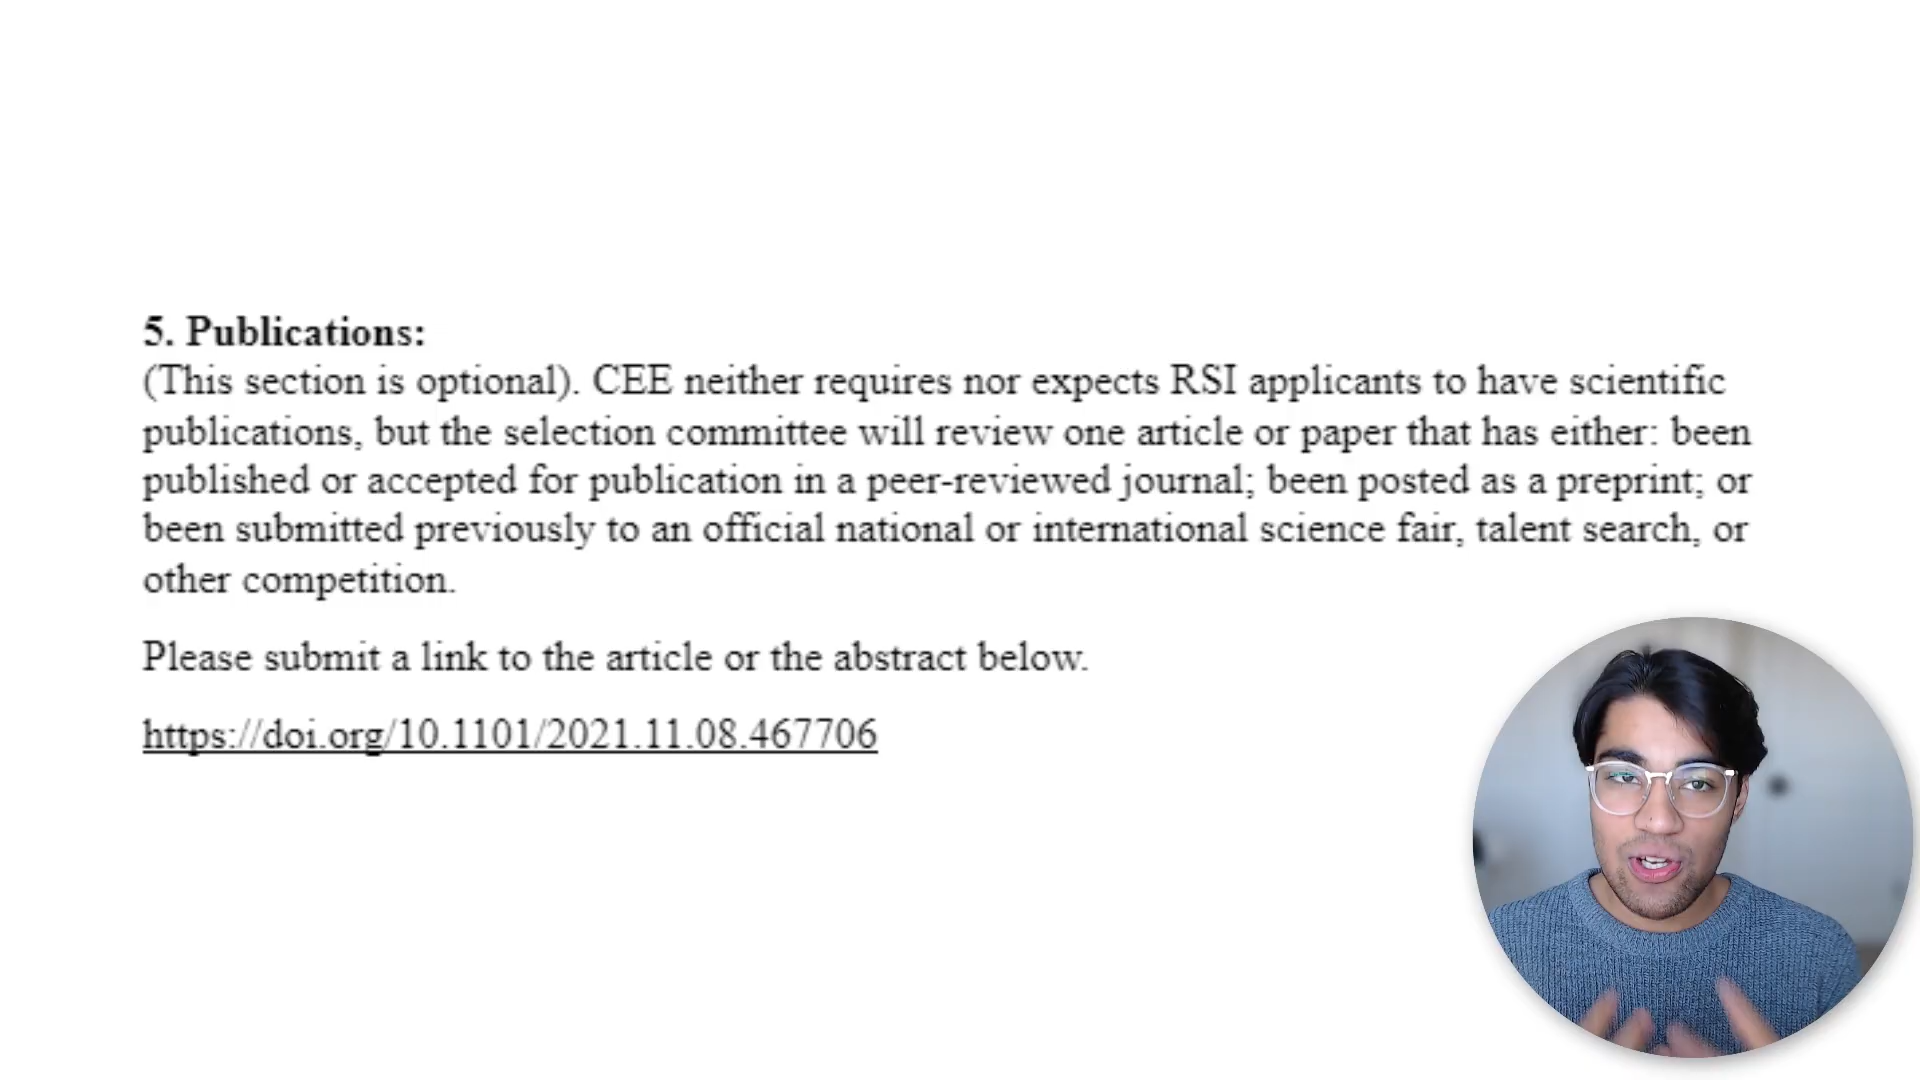 5. Publications:
(This section is optional). CEE neither requires nor expects RSI applicants to have scientific
publications, but the selection committee will review one article or paper that has either: been
published or accepted for publication in a peer-reviewed journal; been posted as a preprint; or
been submitted previously to an official national or international science fair, talent search, or
other competition.
Please submit a link to the article or the abstract below.
https://doi.org/10.1101/2021.11.08.467706